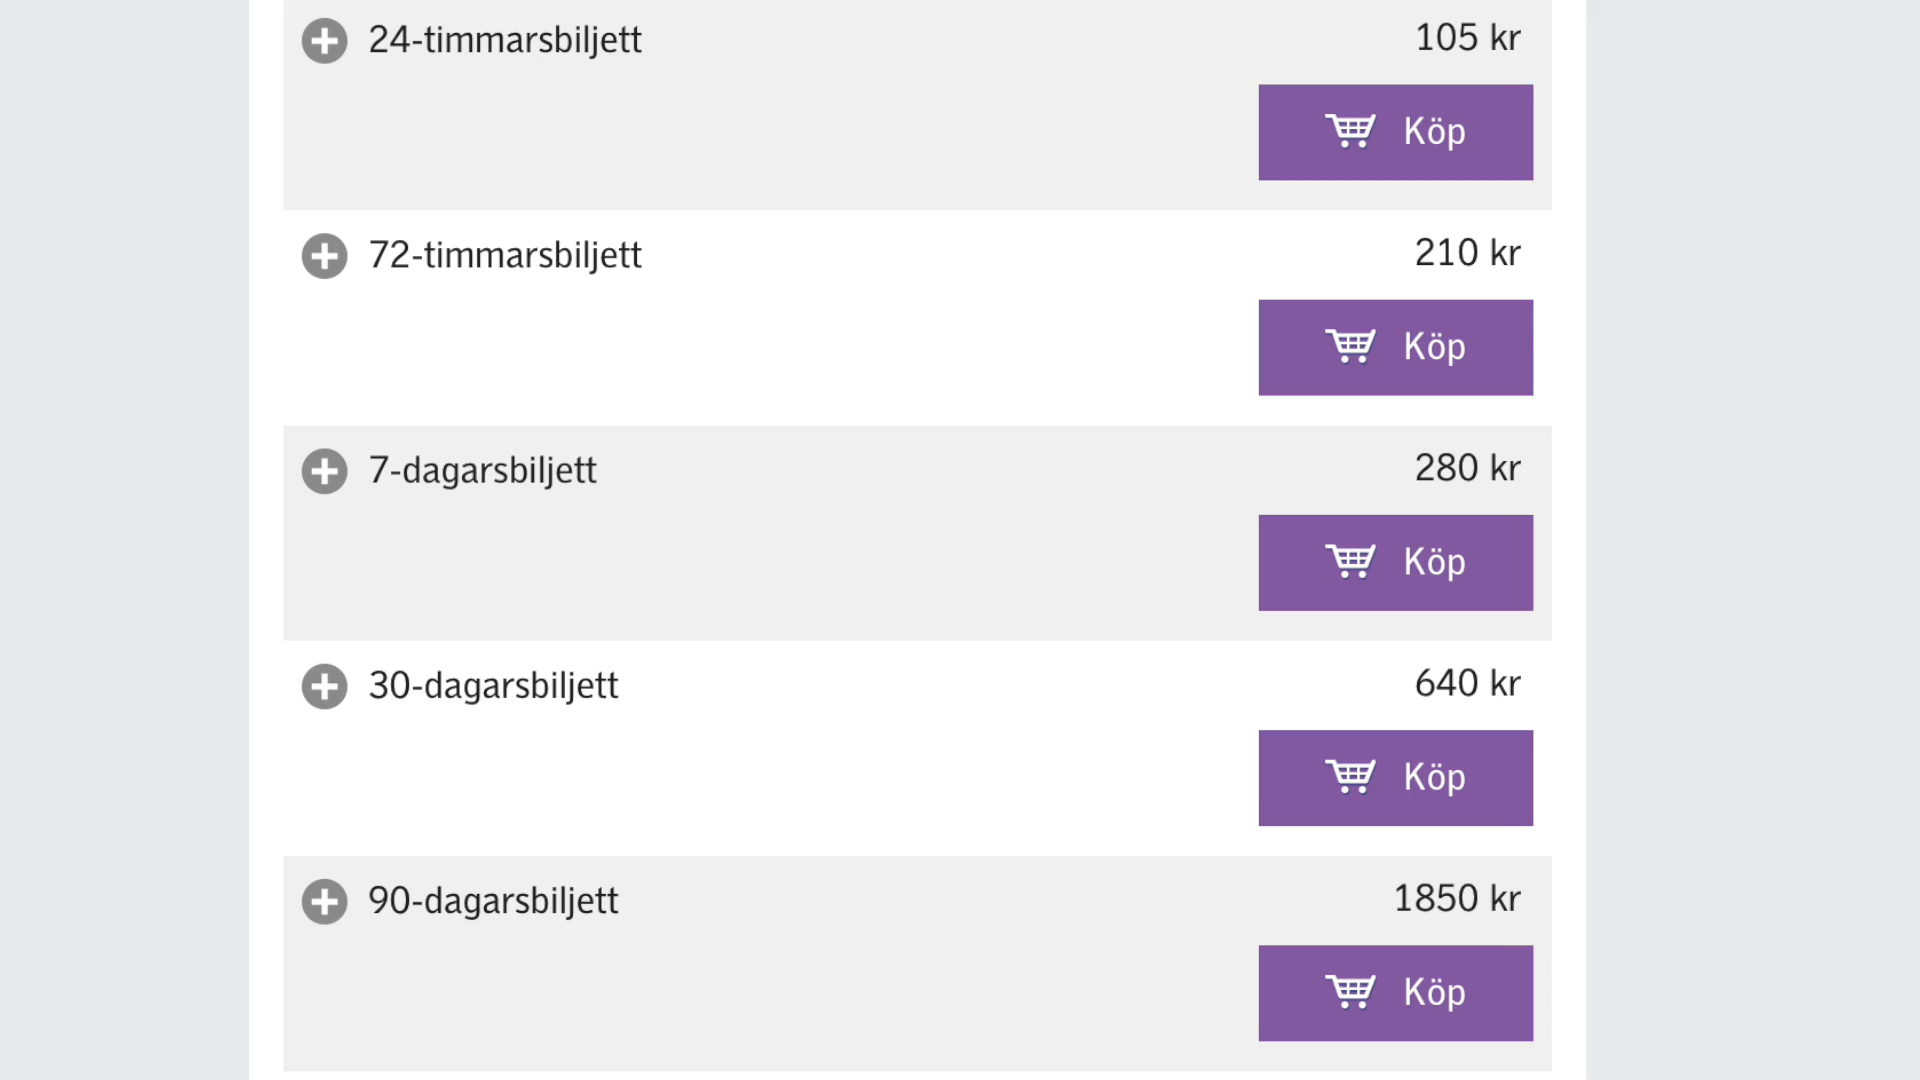 24-timmarsbiljett 105 kr
Köp
72-timmarsbiljett 210 kr
Köp
7-dagarsbiljett 280 kr
Köp
30-dagarsbiljett 640 kr
Köp
90-dagarsbiljett 1850 kr
Köp